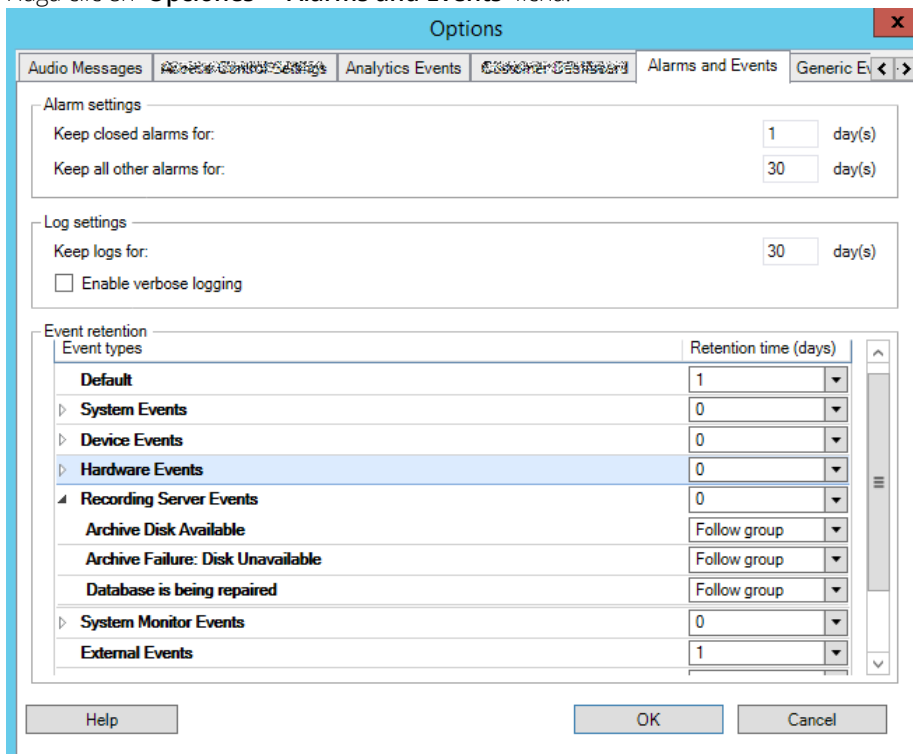 Options
x
Audio Messages
Analytics Events
Alarms and Events
Generic Ev
Alarm settings
Keep closed alarms for: 1 day(s)
Keep all other alarms for: 30 day(s)
Log settings
Keep logs for: 30 day(s)
Enable verbose logging
Event retention
Event types Retention time (days)
Default 1
System Events 0
Device Events 0
Hardware Events 0
Recording Server Events 0
Archive Disk Available Follow group
Archive Failure: Disk Unavailable Follow group
Database is being repaired Follow group
System Monitor Events 0
External Events 1
Help OK Cancel